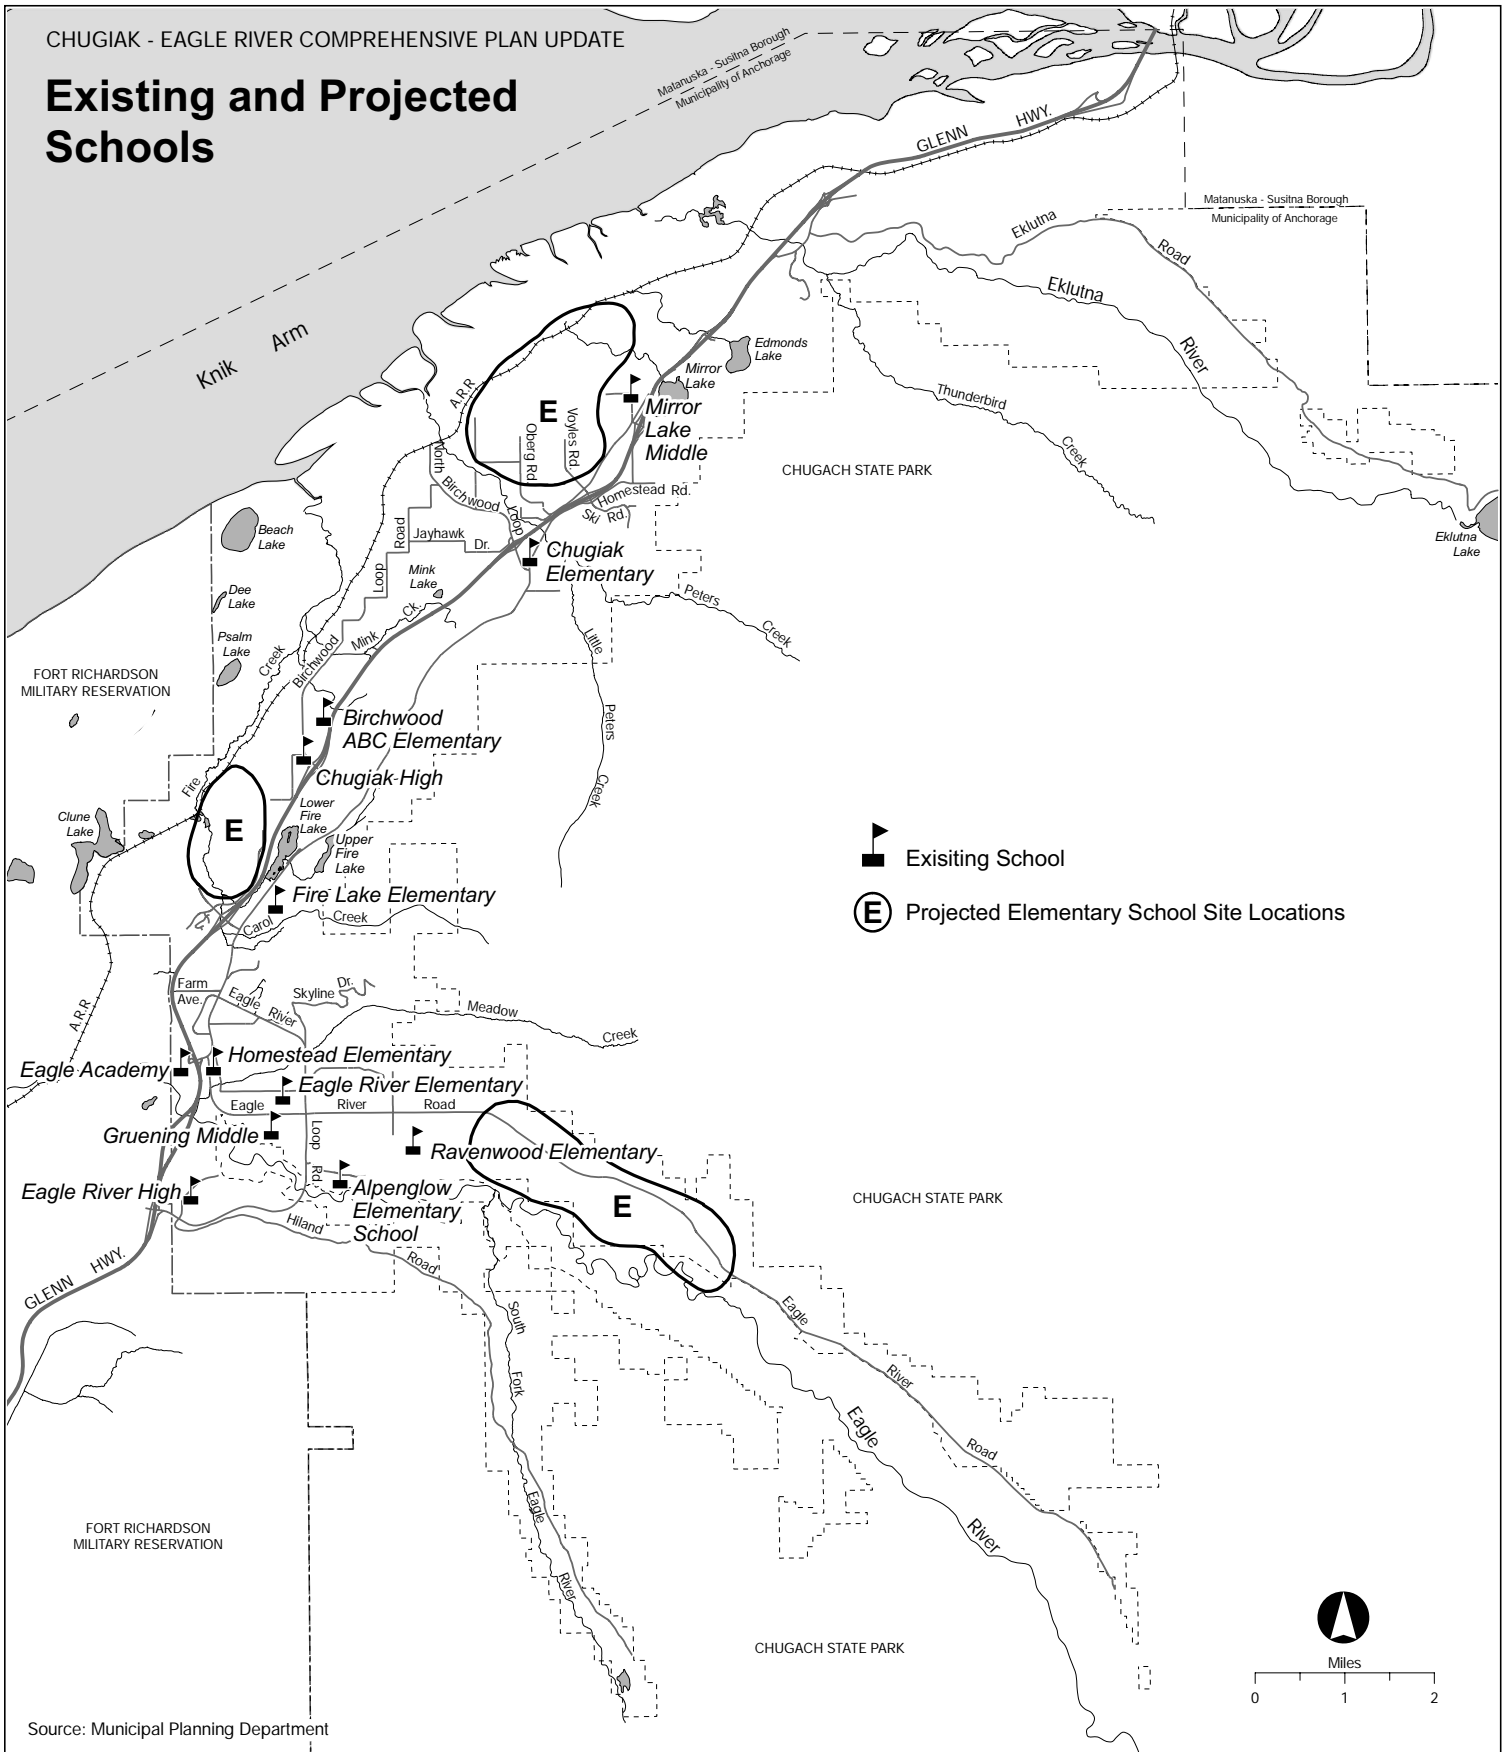 CHUGIAK - EAGLE RIVER COMPREHENSIVE PLAN UPDATE
Existing and Projected
Schools
Matanuska - Susitna Borough
Municipality of Anchorage
GLENN HWY.
Matanuska - Susitna Borough
Municipality of Anchorage
Eklutna Road
Eklutna River
Knik Arm
Edmonds
Lake
Mirror
Lake
A.R.R
E
Mirror
Lake
Middle
Oberg Rd.
Voyles Rd.
Thunderbird
Creek
CHUGACH STATE PARK
North
Birchwood
Loop
Homestead Rd.
Ski Rd.
Eklutna
Lake
Beach
Lake
Road
Loop
Birchwood
Jayhawk
Dr.
Chugiak
Elementary
Mink
Lake
Dee
Lake
Mink Ck.
Peters
Creek
Psalm
Lake
Little
Peters
Creek
Creek
Fire
FORT RICHARDSON
MILITARY RESERVATION
Birchwood
ABC Elementary
Chugiak-High
Lower
Fire
Lake
Clune
Lake
E
Upper
Fire
Lake
Exisiting School
Fire Lake Elementary
E
Projected Elementary School Site Locations
Carol
Creek
Farm
Ave.
Eagle River
Skyline Dr.
Meadow
Creek
A.R.R
Homestead Elementary
Eagle Academy
Eagle River Elementary
Eagle River Road
Loop
Rd.
Gruening Middle
Ravenwood Elementary
Eagle River High
Alpenglow
Elementary
School
E
CHUGACH STATE PARK
Hiland
Road
GLENN HWY.
South
Fork
Eagle
River
Eagle
River
Road
Eagle
River
FORT RICHARDSON
MILITARY RESERVATION
CHUGACH STATE PARK
Miles
0 1 2
Source: Municipal Planning Department